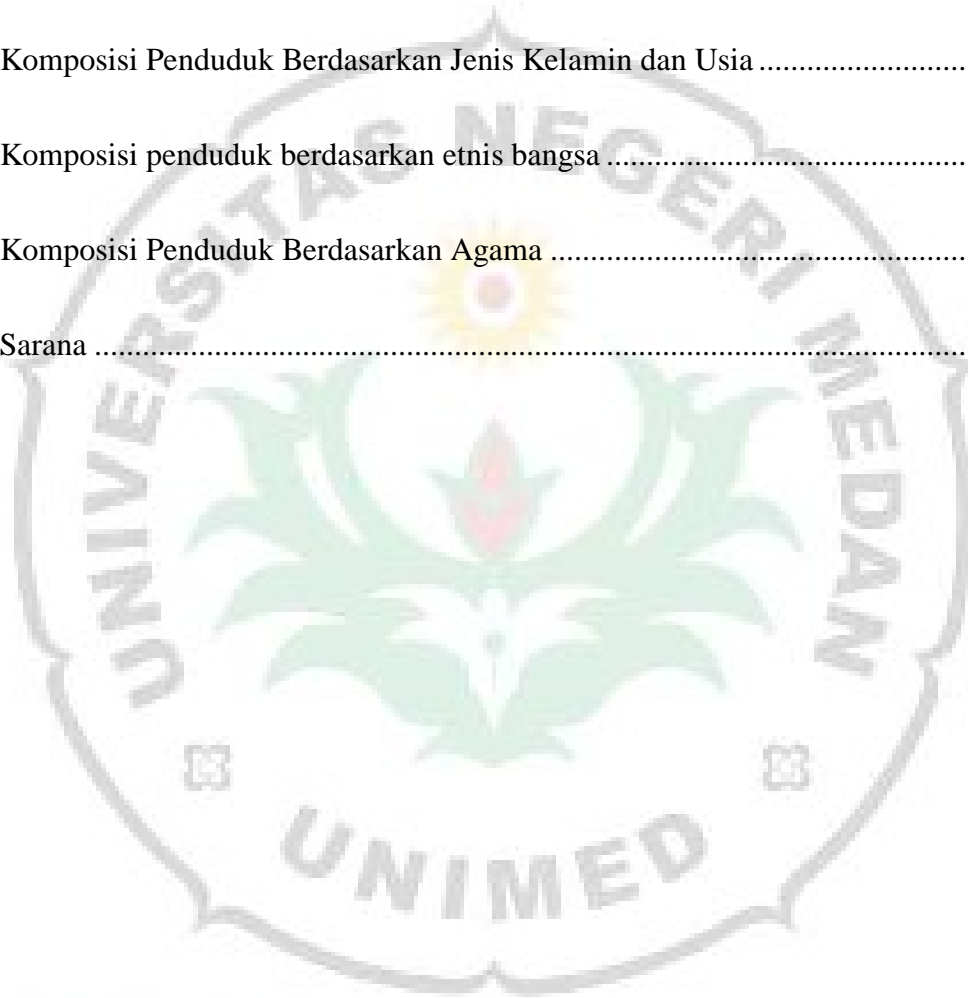 Komposisi Penduduk Berdasarkan Jenis Kelamin dan Usia ..........................
Komposisi penduduk berdasarkan etnis bangsa .............................................
Komposisi Penduduk Berdasarkan Agama ....................................................
Sarana .............................................................................................................
UNIVERSITAS NEGERI MEDAN
UNIMED